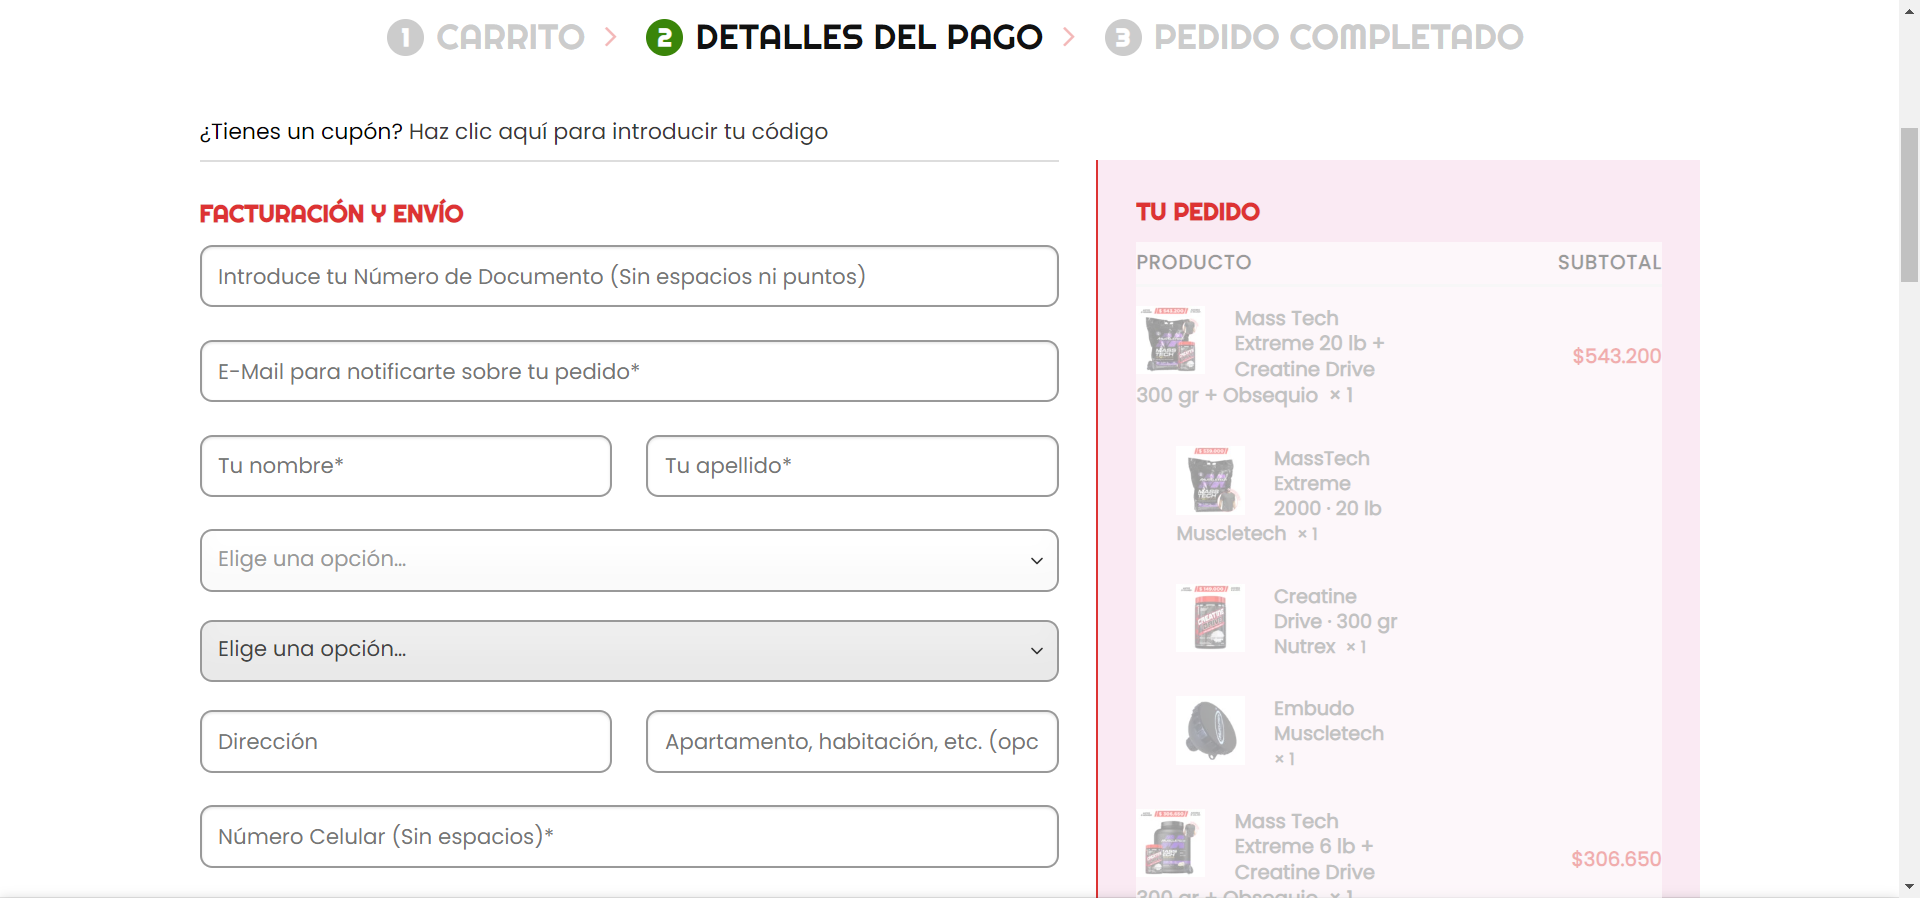 1 CARRITO
2 DETALLES DEL PAGO
3 PEDIDO COMPLETADO
¿Tienes un cupón? Haz clic aquí para introducir tu código
FACTURACIÓN Y ENVÍO
Introduce tu Número de Documento (Sin espacios ni puntos)
E-Mail para notificarte sobre tu pedido*
Tu nombre*
Tu apellido*
Elige una opción...
Elige una opción...
Dirección
Apartamento, habitación, etc. (opc
Número Celular (Sin espacios)*
TU PEDIDO
PRODUCTO
SUBTOTAL
Mass Tech
Extreme 20 lb +
Creatine Drive
300 gr + Obsequio × 1
$543.200
MassTech
Extreme
2000 · 20 lb
Muscletech × 1
Creatine
Drive · 300 gr
Nutrex × 1
Embudo
Muscletech
× 1
Mass Tech
Extreme 6 lb +
Creatine Drive
300 gr + Obsequio × 1
$306.650